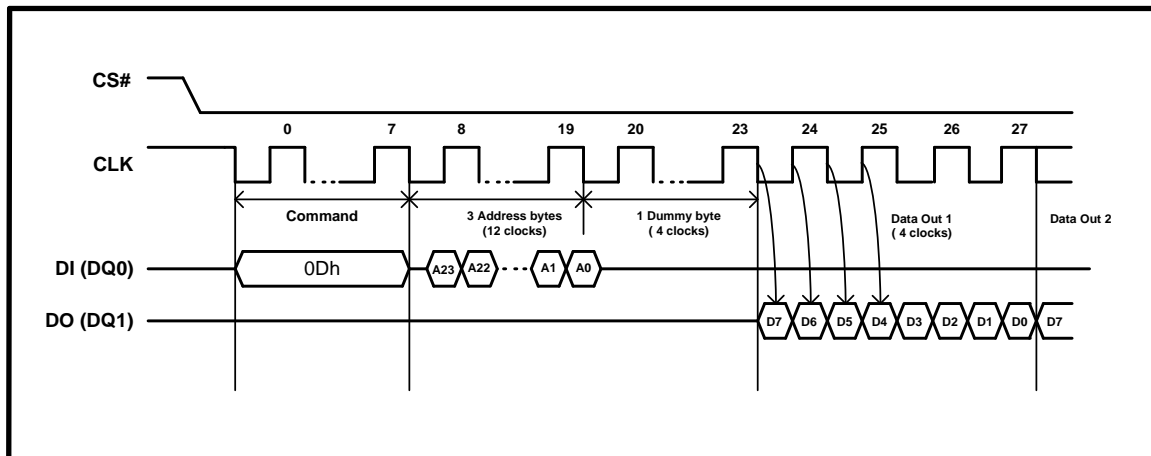 CS#
0 7 8 19 20 23 24 25 26 27
CLK
Command
3 Address bytes
(12 clocks)
1 Dummy byte
( 4 clocks)
Data Out 1
( 4 clocks)
Data Out 2
DI (DQ0)
0Dh
A23 A22 A1 A0
DO (DQ1)
D7 D6 D5 D4 D3 D2 D1 D0 D7